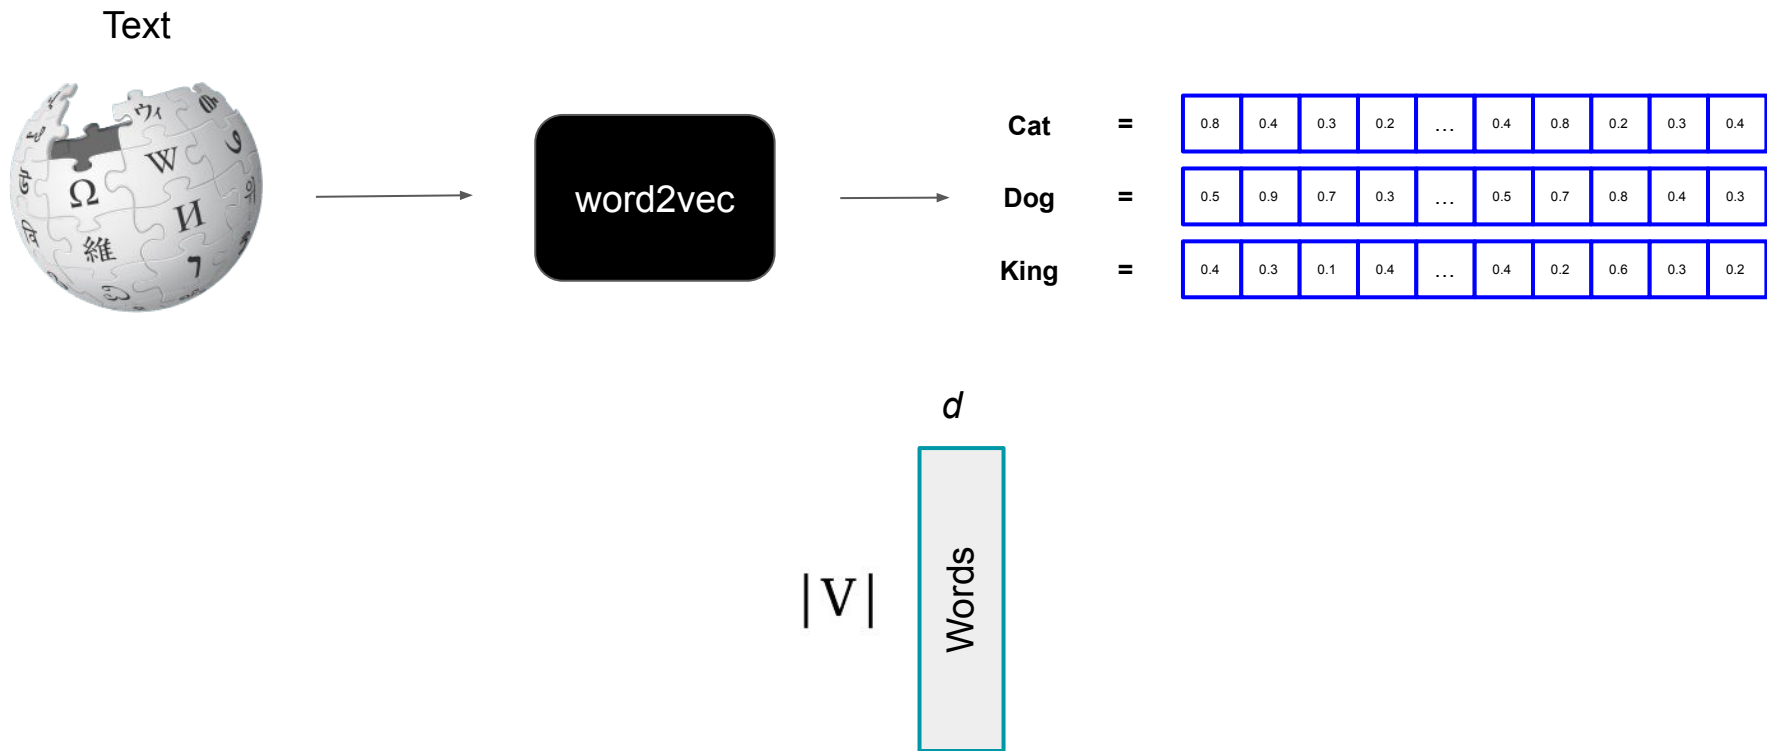 Text
ウィ
W
Ω
И
維
word2vec
Cat = 0.8 0.4 0.3 0.2 ... 0.4 0.8 0.2 0.3 0.4
Dog = 0.5 0.9 0.7 0.3 ... 0.5 0.7 0.8 0.4 0.3
King = 0.4 0.3 0.1 0.4 ... 0.4 0.2 0.6 0.3 0.2
d
|V|
Words